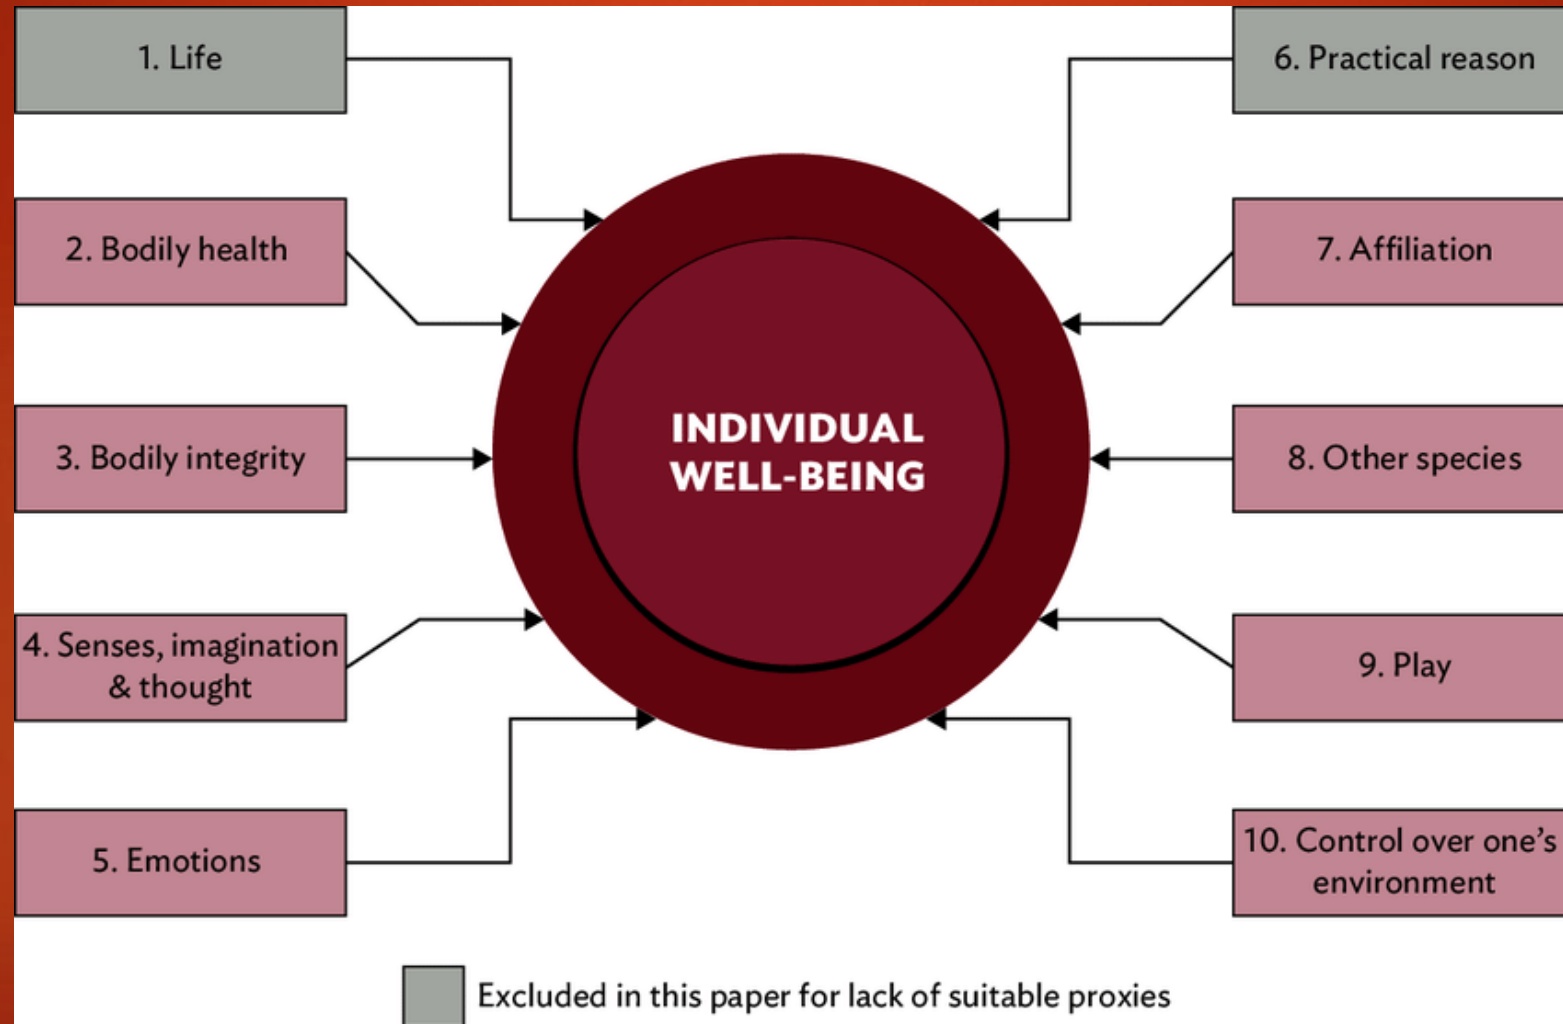 1. Life
2. Bodily health
3. Bodily integrity
4. Senses, imagination
& thought
5. Emotions
INDIVIDUAL
WELL-BEING
6. Practical reason
7. Affiliation
8. Other species
9. Play
10. Control over one’s
environment
Excluded in this paper for lack of suitable proxies